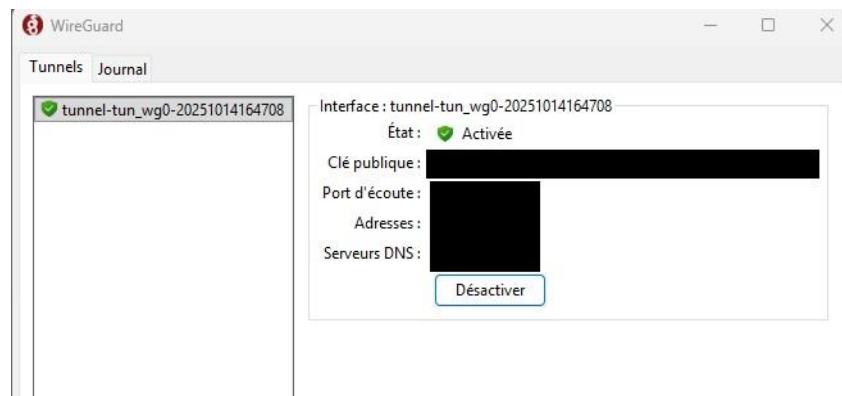 WireGuard
Tunnels Journal
tunnel-tun_wg0-20251014164708
Interface : tunnel-tun_wg0-20251014164708
État : Activée
Clé publique :
Port d'écoute :
Adresses :
Serveurs DNS :
Désactiver